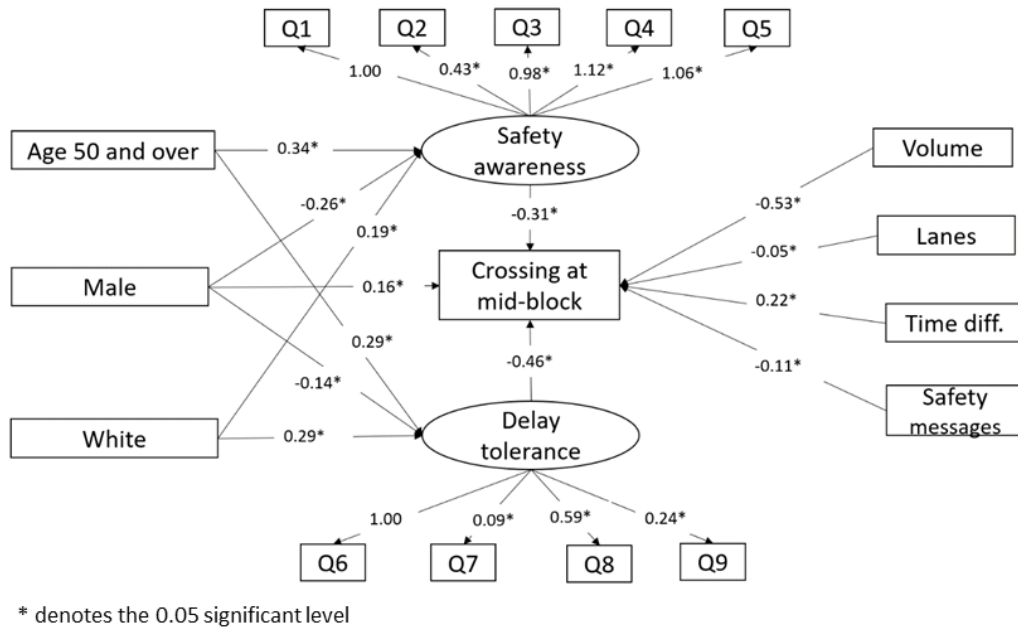 Q1 Q2 Q3 Q4 Q5
1.00 0.43* 0.98* 1.12* 1.06*
Age 50 and over
0.34*
Safety
awareness
Volume
-0.26*
0.19*
-0.31*
-0.53*
Male
0.16*
Crossing at
mid-block
-0.05*
Lanes
0.22*
Time diff.
0.29*
-0.14*
-0.46*
-0.11*
Safety
messages
White
0.29*
Delay
tolerance
1.00 0.09* 0.59* 0.24*
Q6 Q7 Q8 Q9
* denotes the 0.05 significant level